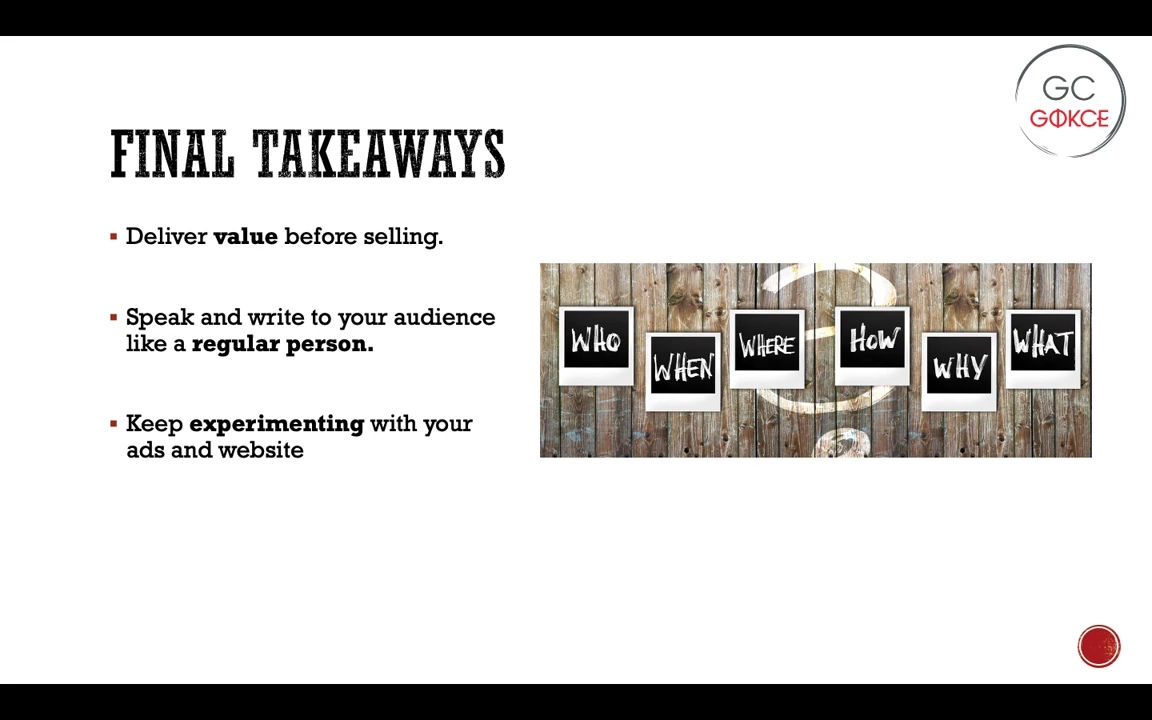 GC
GΦKCE
FINAL TAKEAWAYS
▪ Deliver value before selling.
▪ Speak and write to your audience
like a regular person.
▪ Keep experimenting with your
ads and website
WHO
WHEN
WHERE
HOW
WHY
WHAT